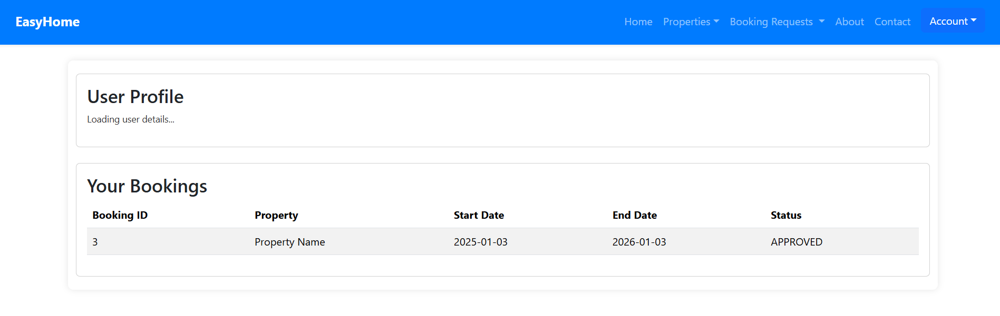 EasyHome Home Properties Booking Requests About Contact Account
User Profile
Loading user details...
Your Bookings
Booking ID Property Start Date End Date Status
3 Property Name 2025-01-03 2026-01-03 APPROVED